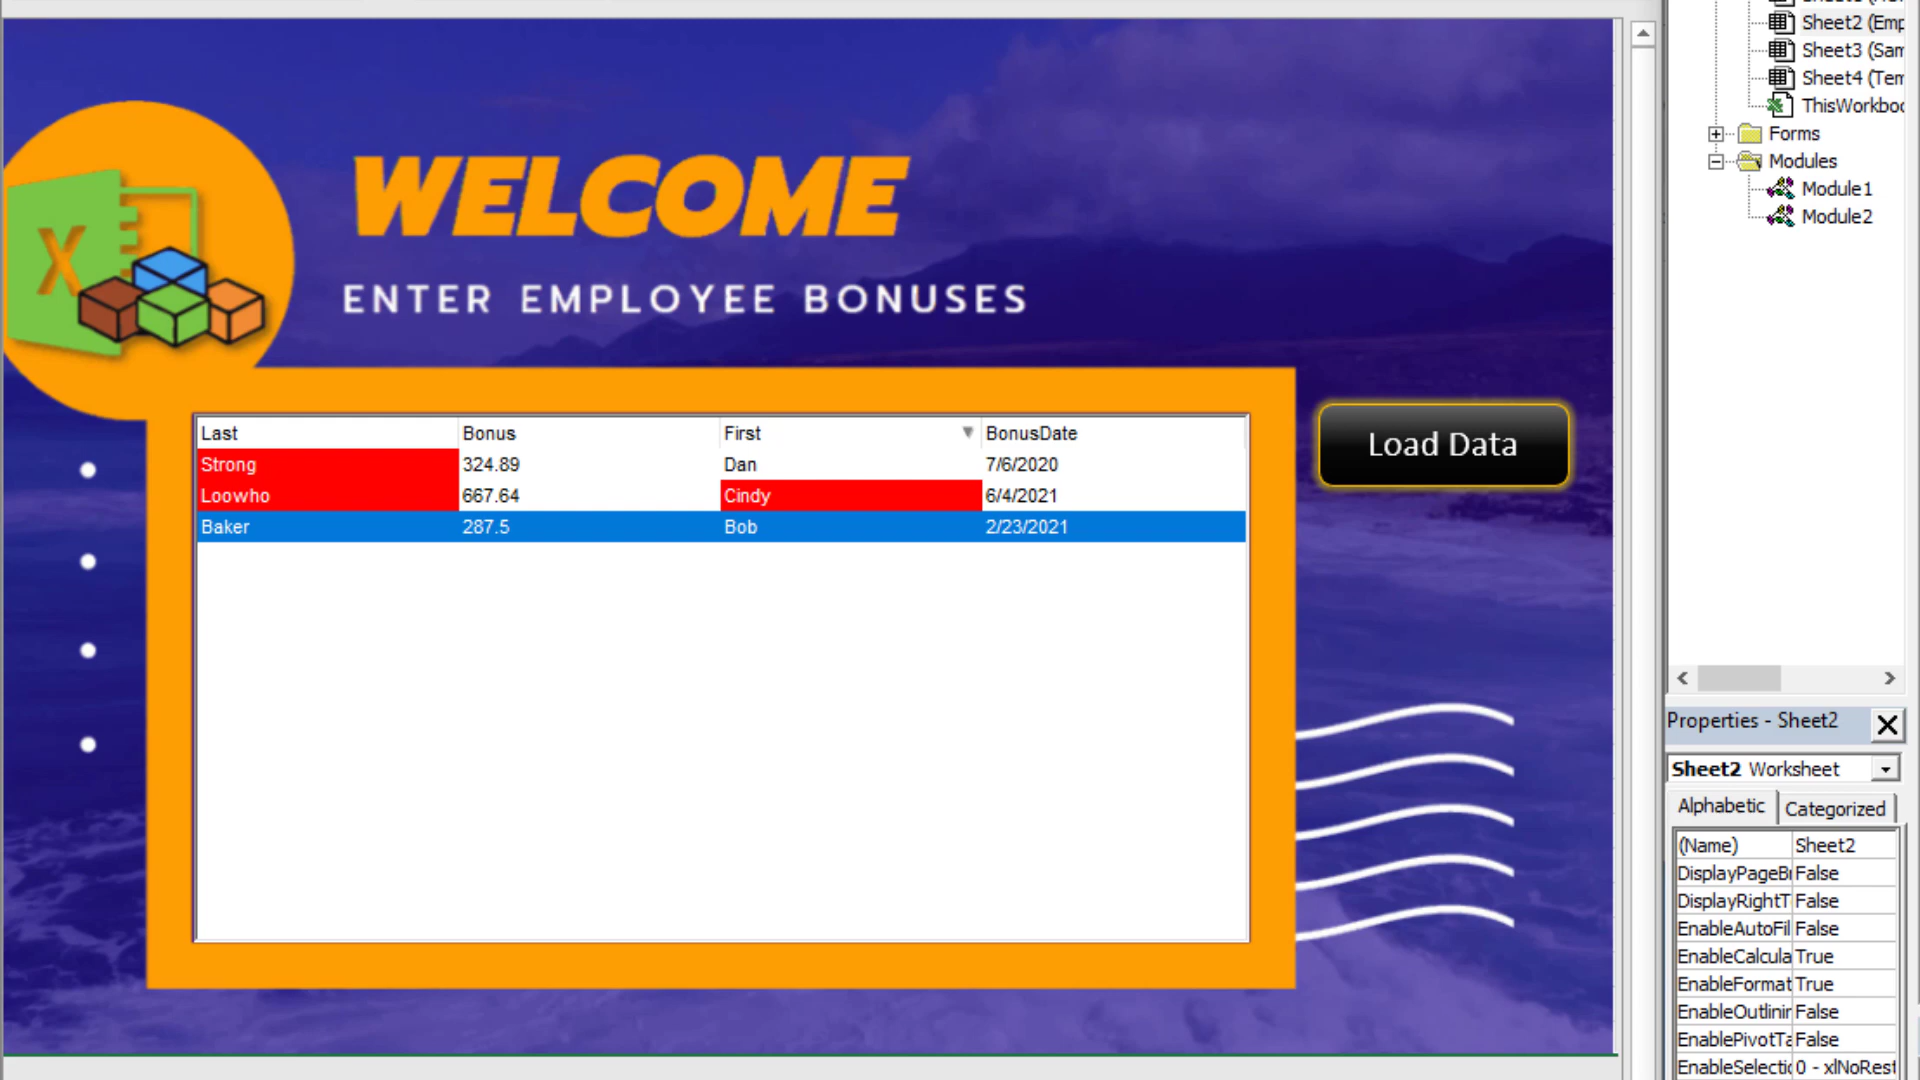 X
WELCOME
ENTER EMPLOYEE BONUSES
Load Data
Last Bonus First BonusDate
Strong 324.89 Dan 7/6/2020
Loowho 667.64 Cindy 6/4/2021
Baker 287.5 Bob 2/23/2021
Sheet2 (Emp
Sheet3 (Sam
Sheet4 (Tem
ThisWorkboo
Forms
Modules
Module1
Module2
Properties - Sheet2
Sheet2 Worksheet
Alphabetic Categorized
(Name) Sheet2
DisplayPageBr False
DisplayRightT False
EnableAutoFil False
EnableCalcula True
EnableFormat True
EnableOutlinin False
EnablePivotTa False
EnableSelectio 0 - xlNoRest